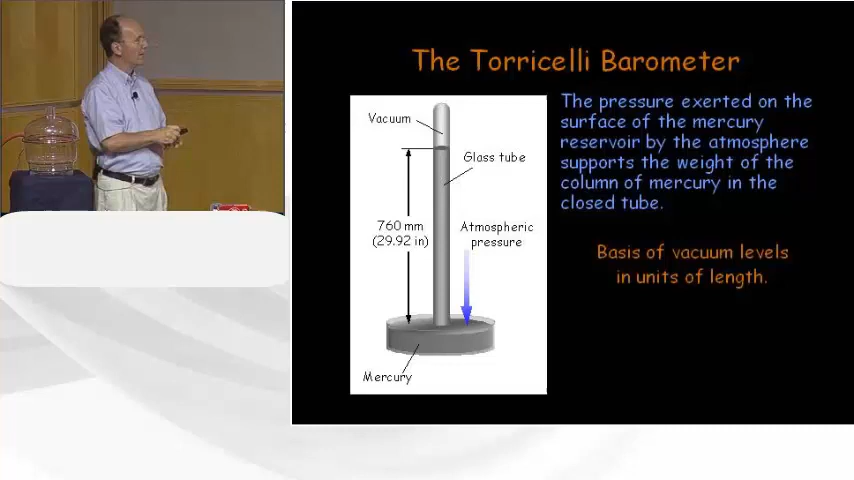 The Torricelli Barometer
Vacuum
Glass tube
760 mm
(29.92 in)
Atmospheric
pressure
Mercury
The pressure exerted on the
surface of the mercury
reservoir by the atmosphere
supports the weight of the
column of mercury in the
closed tube.
Basis of vacuum levels
in units of length.